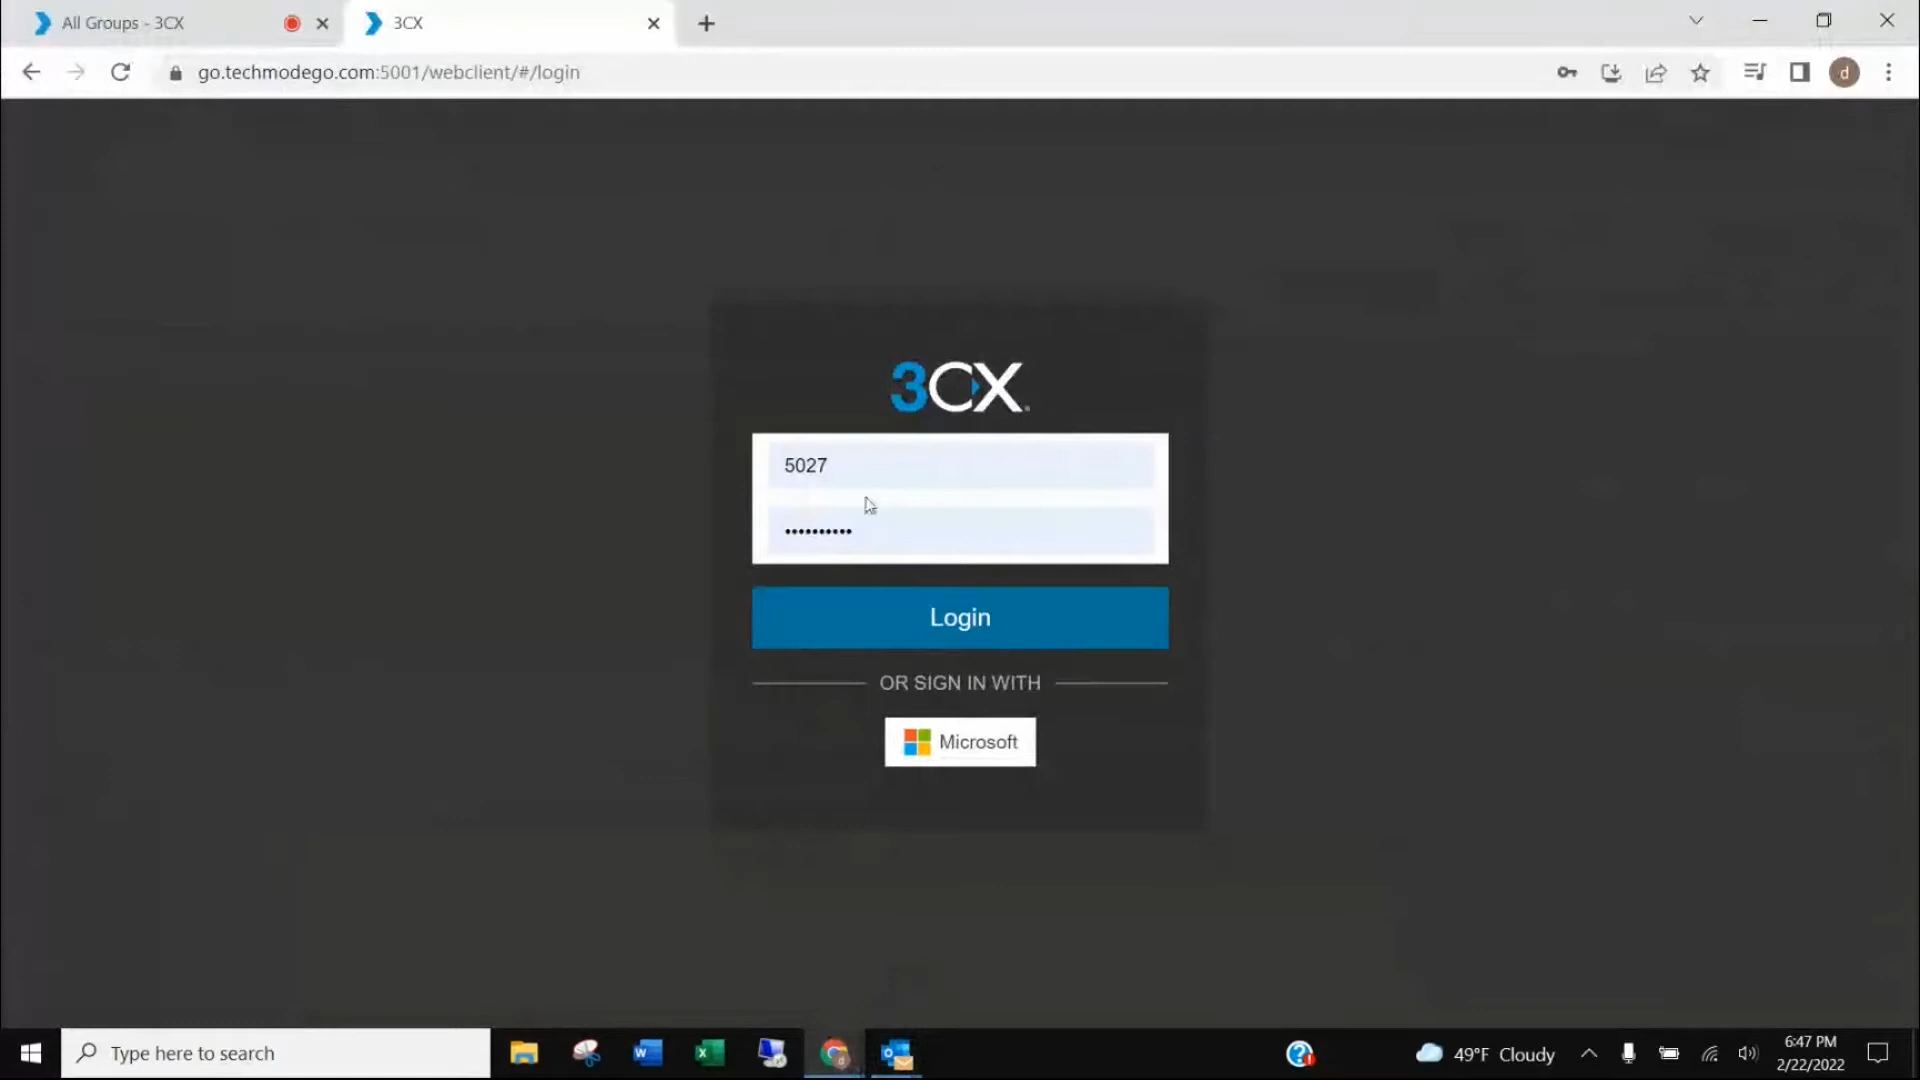 All Groups - 3CX
3CX
go.techmodego.com:5001/webclient/#/login
d
3CX
5027
••••••••••
Login
OR SIGN IN WITH
Microsoft
Type here to search
49°F Cloudy
6:47 PM
2/22/2022